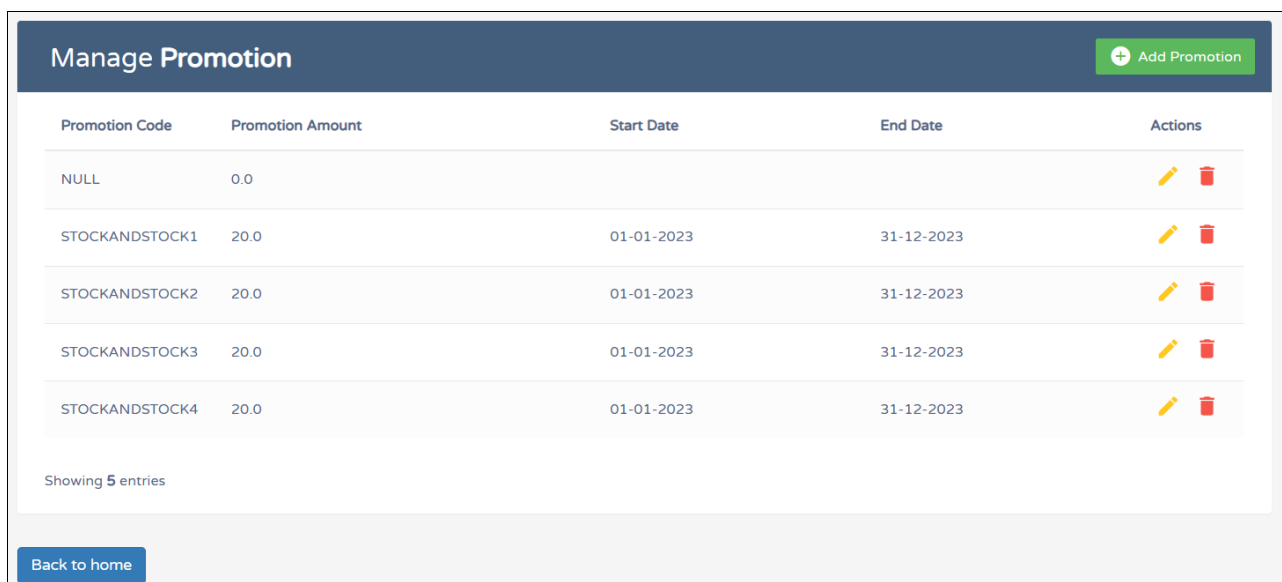 Manage Promotion
Add Promotion
Promotion Code Promotion Amount Start Date End Date Actions
NULL 0.0
STOCKANDSTOCK1 20.0 01-01-2023 31-12-2023
STOCKANDSTOCK2 20.0 01-01-2023 31-12-2023
STOCKANDSTOCK3 20.0 01-01-2023 31-12-2023
STOCKANDSTOCK4 20.0 01-01-2023 31-12-2023
Showing 5 entries
Back to home